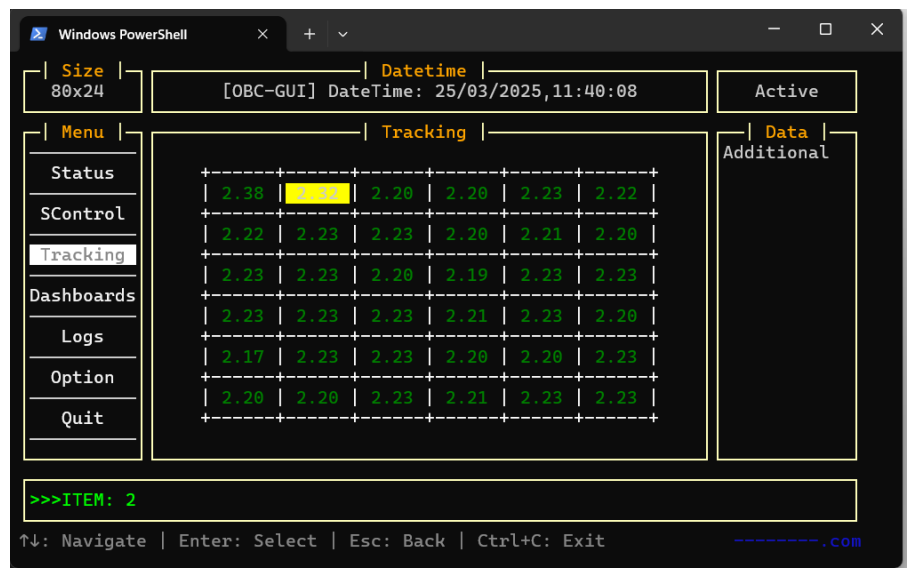 Windows PowerShell
Size
80x24
Datetime
[OBC-GUI] DateTime: 25/03/2025,11:40:08
Active
Menu
Status
SControl
Tracking
Dashboards
Logs
Option
Quit
Tracking
2.38 | 2.32 | 2.20 | 2.20 | 2.23 | 2.22
2.22 | 2.23 | 2.23 | 2.20 | 2.21 | 2.20
2.23 | 2.23 | 2.20 | 2.19 | 2.23 | 2.23
2.23 | 2.23 | 2.23 | 2.21 | 2.23 | 2.20
2.17 | 2.23 | 2.23 | 2.20 | 2.20 | 2.23
2.20 | 2.20 | 2.23 | 2.21 | 2.23 | 2.23
Data
Additional
>>>ITEM: 2
↑↓: Navigate | Enter: Select | Esc: Back | Ctrl+C: Exit
--------.com